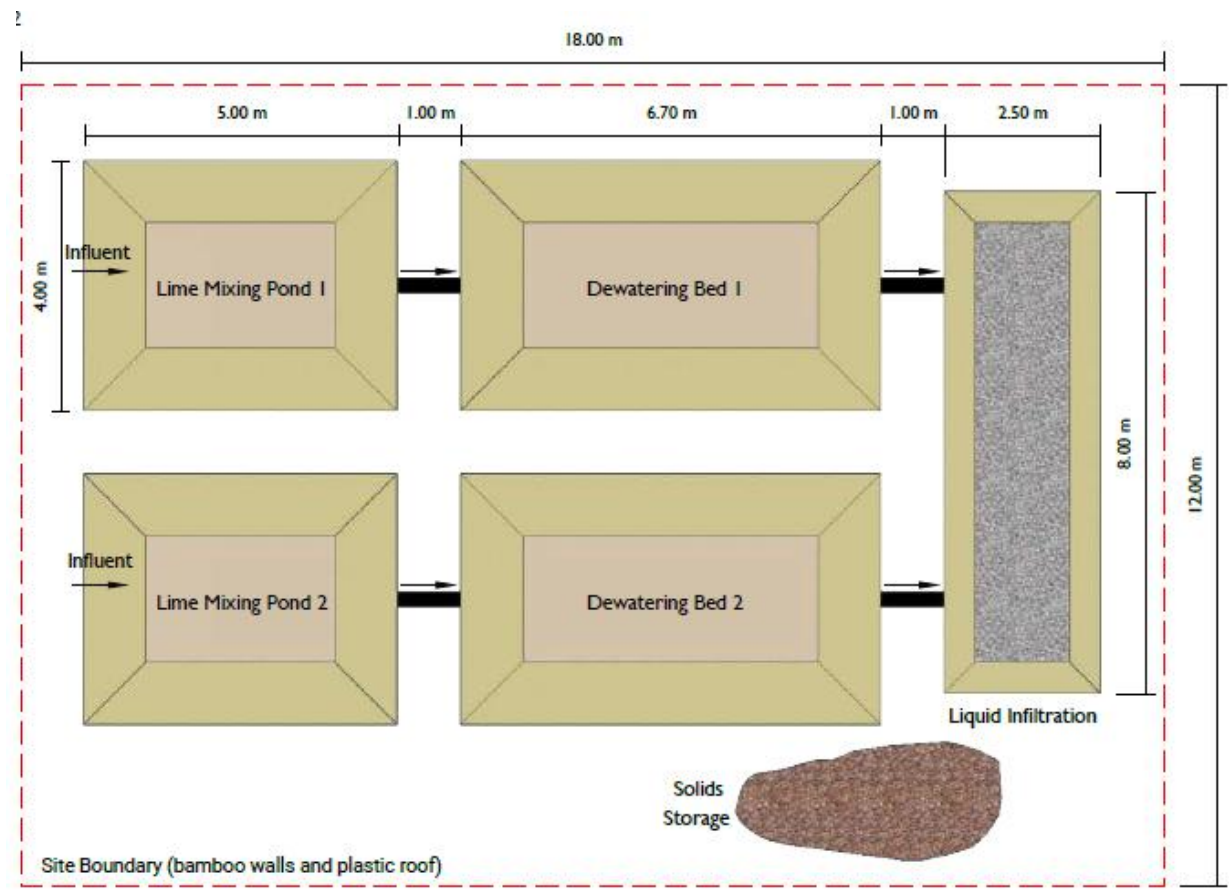 2
18.00 m
5.00 m
1.00 m
6.70 m
1.00 m
2.50 m
4.00 m
Influent
Lime Mixing Pond 1
Dewatering Bed 1
8.00 m
12.00 m
Influent
Lime Mixing Pond 2
Dewatering Bed 2
Liquid Infiltration
Solids
Storage
Site Boundary (bamboo walls and plastic roof)